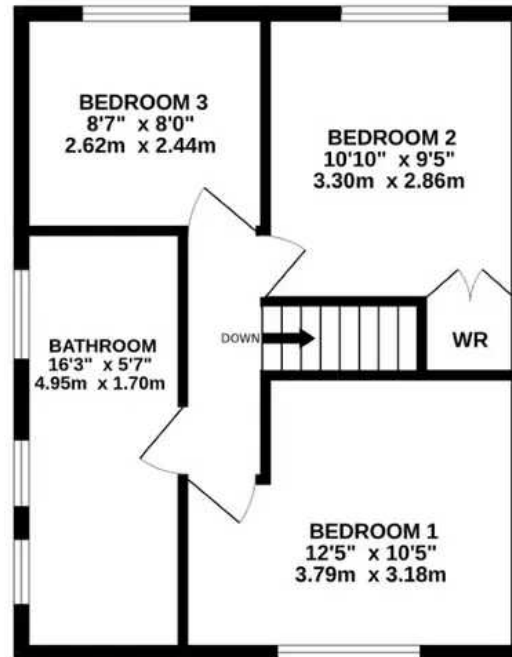 BEDROOM 3
8'7" x 8'0"
2.62m x 2.44m
BEDROOM 2
10'10" x 9'5"
3.30m x 2.86m
BATHROOM
16'3" x 5'7"
4.95m x 1.70m
DOWN
WR
BEDROOM 1
12'5" x 10'5"
3.79m x 3.18m